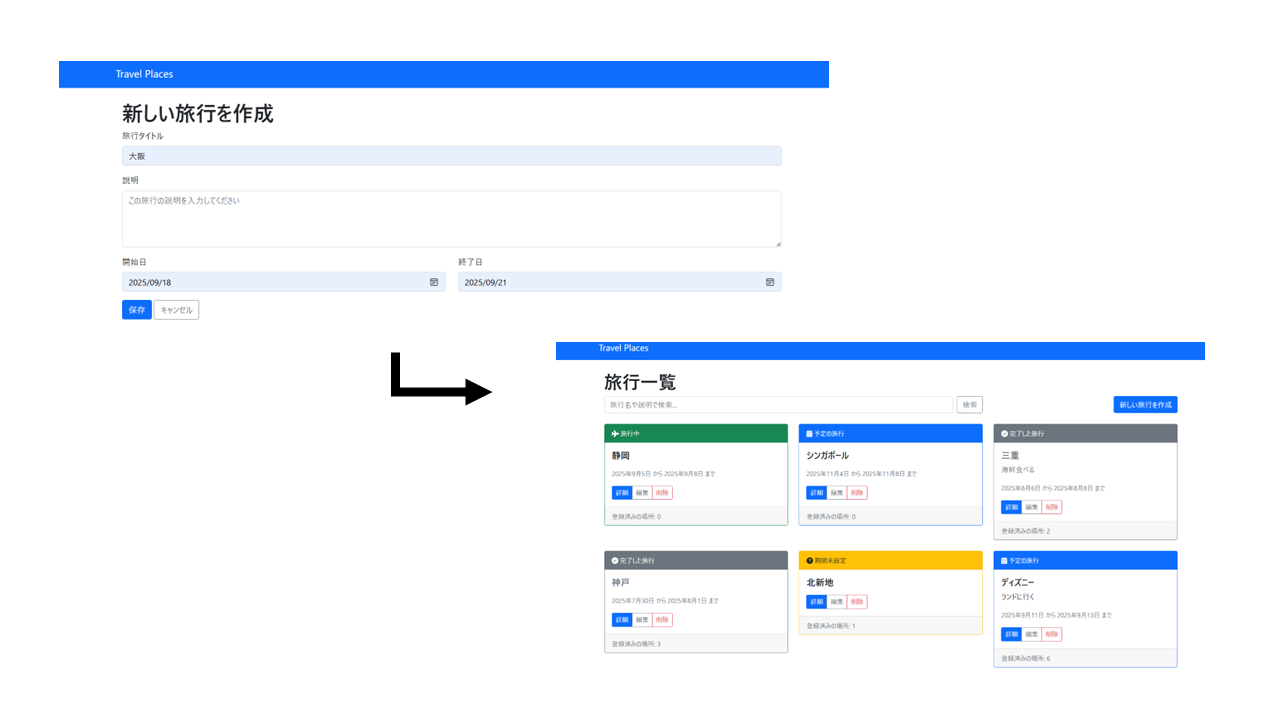 Travel Places
新しい旅行を作成
旅行タイトル
大阪
説明
この旅行の説明を入力してください
開始日
終了日
2025/09/18
2025/09/21
保存
キャンセル
Travel Places
旅行一覧
旅行名や説明で検索...
検索
新しい旅行を作成
旅行中
静岡
2025年9月5日 から 2025年9月8日 まで
詳細 編集 削除
登録済みの場所: 0
予定の旅行
シンガポール
2025年11月4日 から 2025年11月8日 まで
詳細 編集 削除
登録済みの場所: 0
完了した旅行
三重
海鮮食べる
2025年8月6日 から 2025年8月8日 まで
詳細 編集 削除
登録済みの場所: 2
完了した旅行
神戸
2025年7月30日 から 2025年8月1日 まで
詳細 編集 削除
登録済みの場所: 3
期間未設定
北新地
詳細 編集 削除
登録済みの場所: 1
予定の旅行
ディズニー
ランドに行く
2025年9月11日 から 2025年9月13日 まで
詳細 編集 削除
登録済みの場所: 6